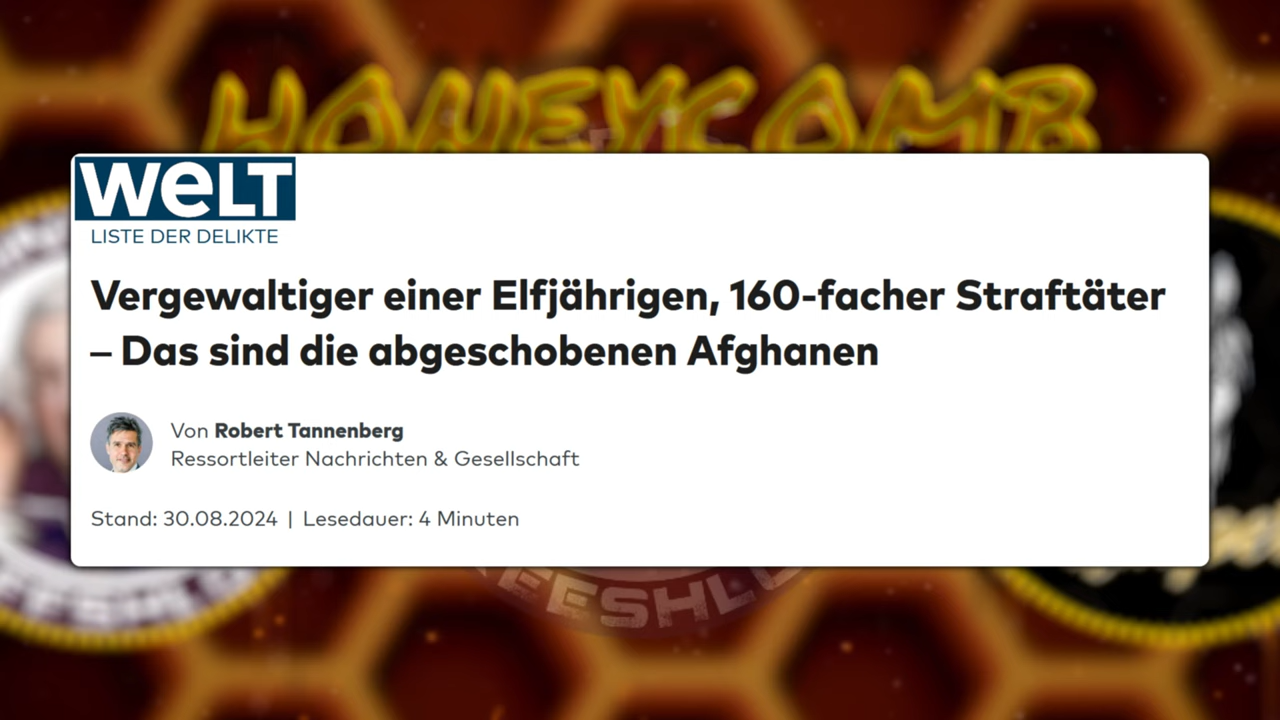 HONEYCOMB
WELT
LISTE DER DELIKTE
Vergewaltiger einer Elfjährigen, 160-facher Straftäter
– Das sind die abgeschobenen Afghanen
Von Robert Tannenberg
Ressortleiter Nachrichten & Gesellschaft
Stand: 30.08.2024 | Lesedauer: 4 Minuten